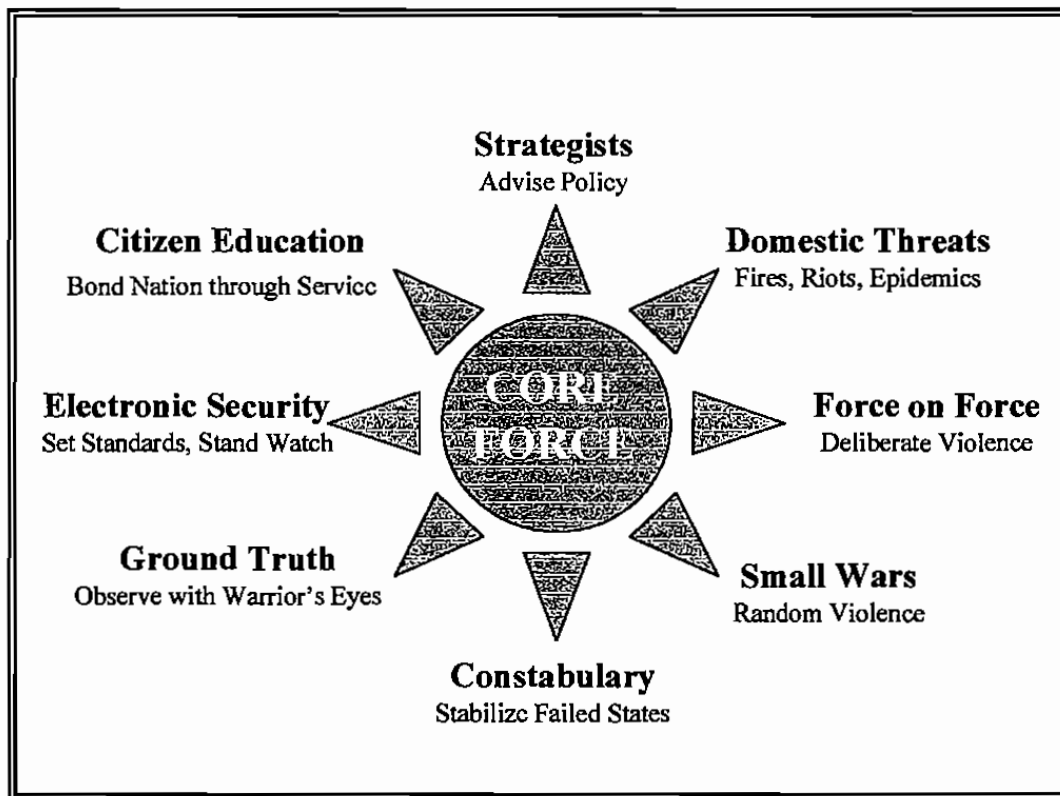 Strategists
Advise Policy
Citizen Education
Bond Nation through Service
Domestic Threats
Fires, Riots, Epidemics
CORE
FORCE
Electronic Security
Set Standards, Stand Watch
Force on Force
Deliberate Violence
Ground Truth
Observe with Warrior's Eyes
Small Wars
Random Violence
Constabulary
Stabilize Failed States